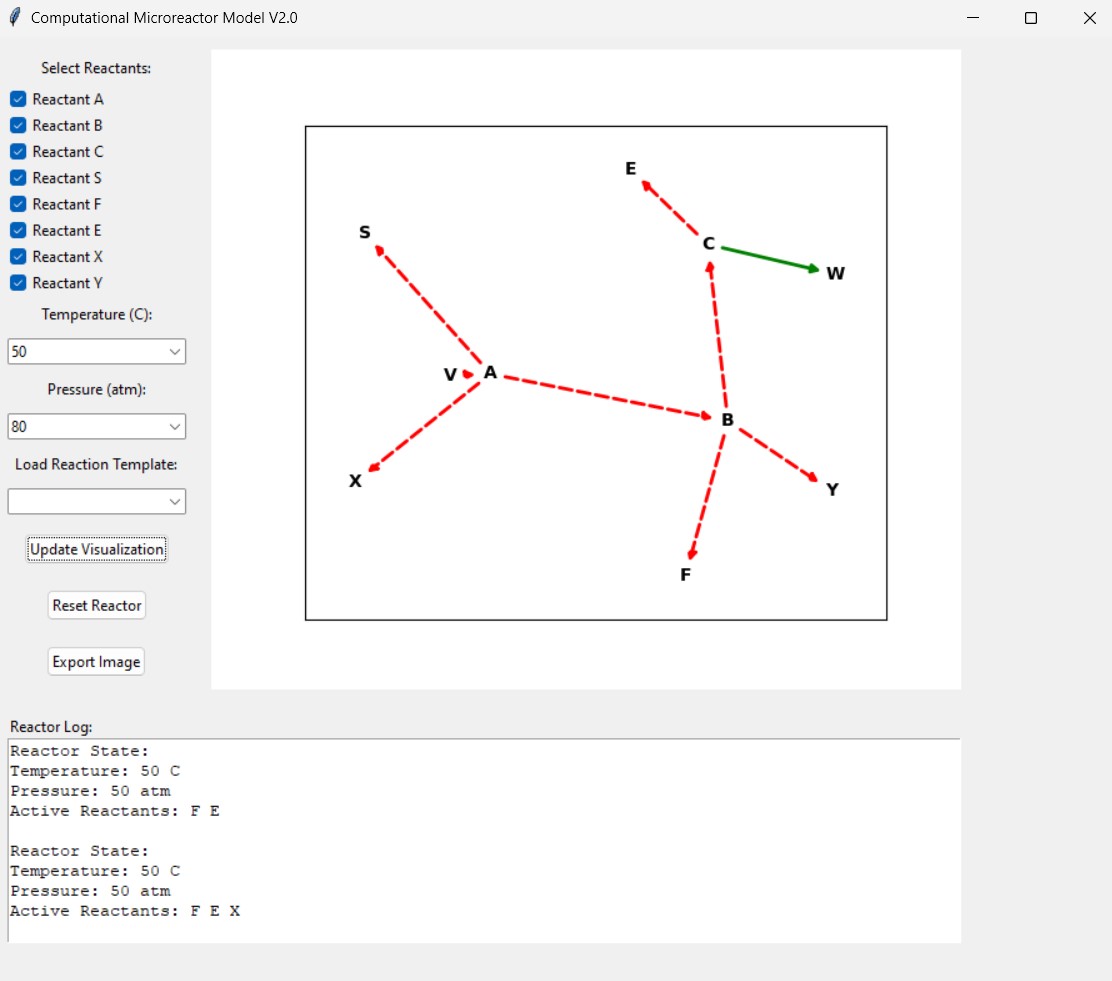 Computational Microreactor Model V2.0
Select Reactants:
Reactant A
Reactant B
Reactant C
Reactant S
Reactant F
Reactant E
Reactant X
Reactant Y
Temperature (C):
50
Pressure (atm):
80
Load Reaction Template:
Update Visualization
Reset Reactor
Export Image
E
S
C
W
V
A
B
X
Y
F
Reactor Log:
Reactor State:
Temperature: 50 C
Pressure: 50 atm
Active Reactants: F E
Reactor State:
Temperature: 50 C
Pressure: 50 atm
Active Reactants: F E X